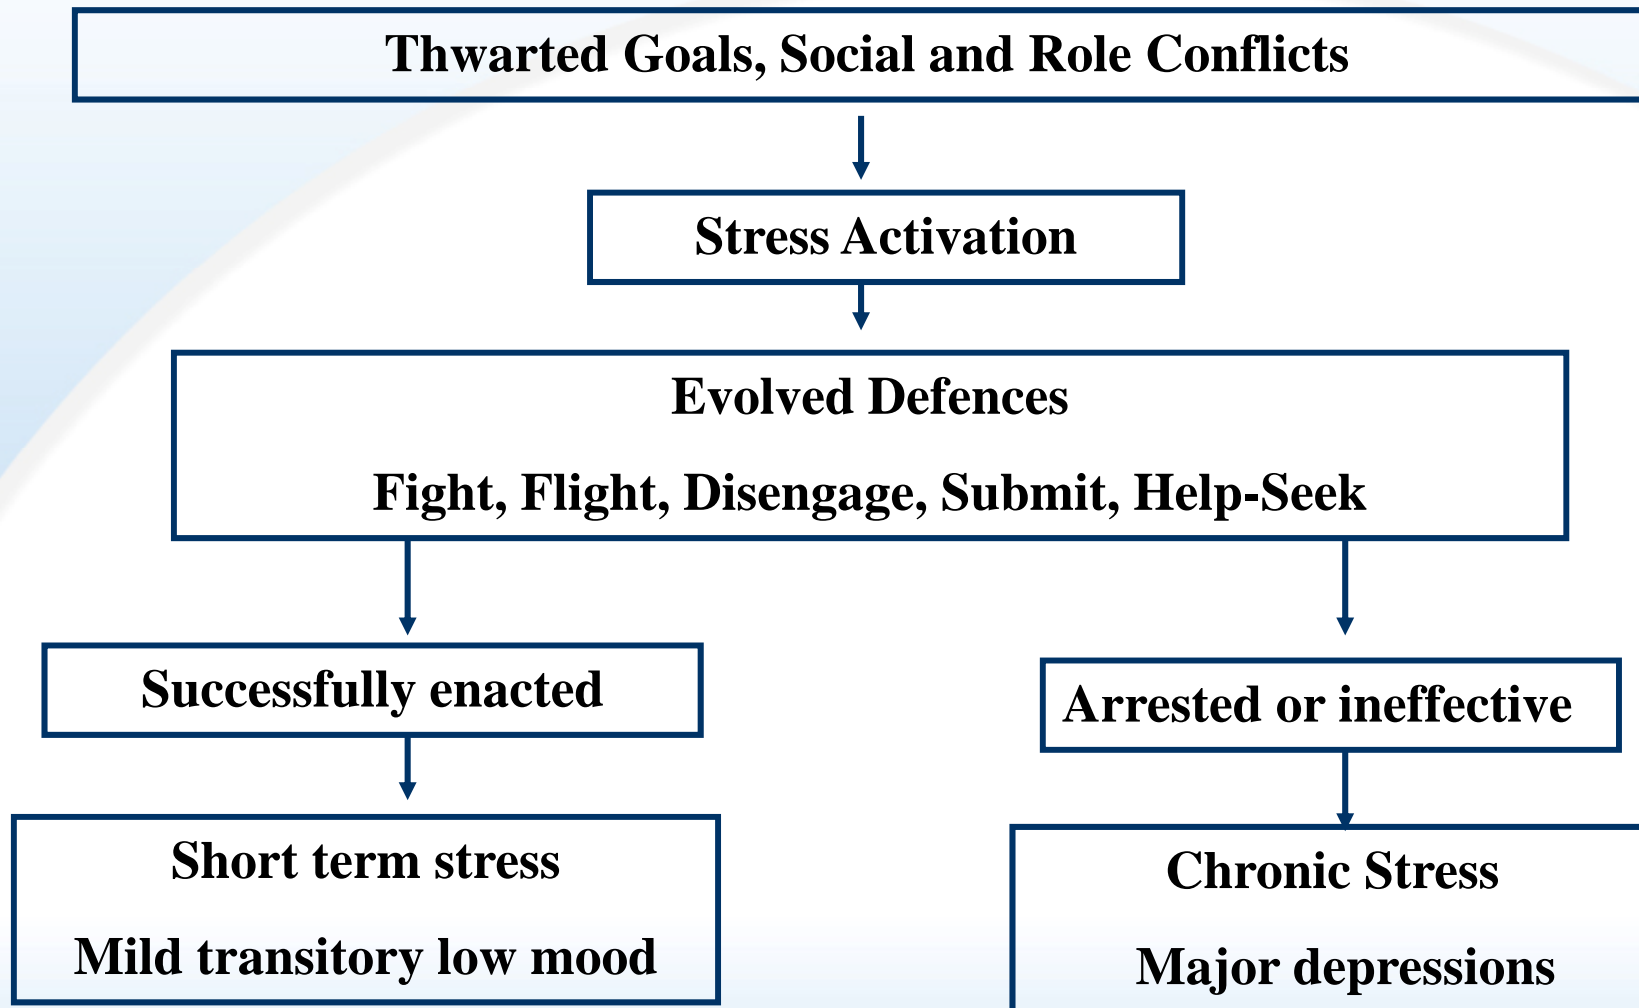 Thwarted Goals, Social and Role Conflicts
Stress Activation
Evolved Defences
Fight, Flight, Disengage, Submit, Help-Seek
Successfully enacted
Arrested or ineffective
Short term stress
Mild transitory low mood
Chronic Stress
Major depressions